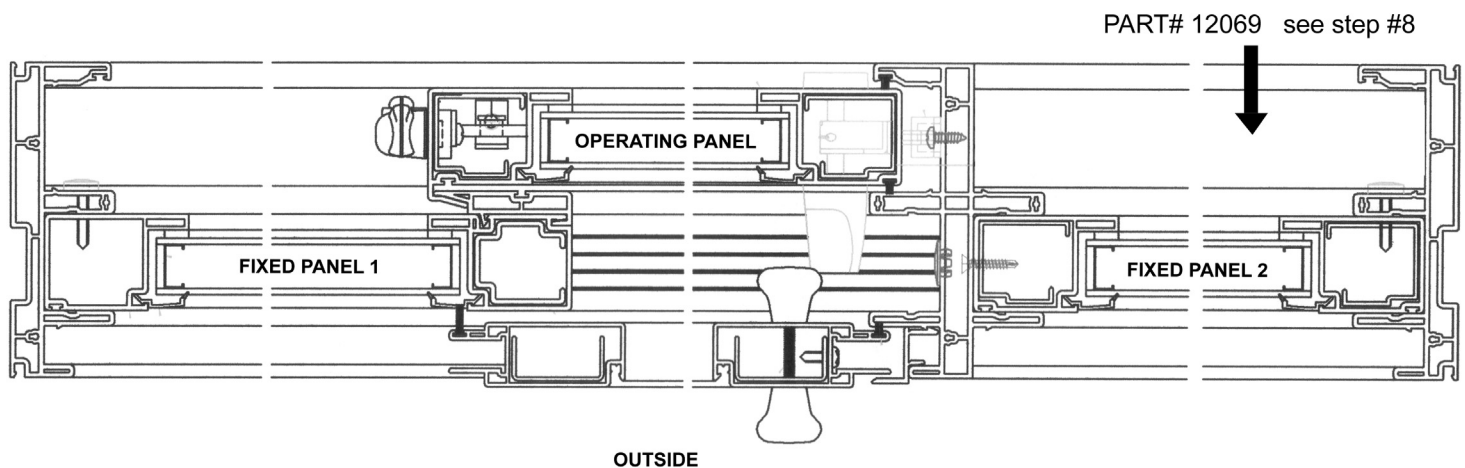 PART# 12069 see step #8
OPERATING PANEL
FIXED PANEL 1
FIXED PANEL 2
OUTSIDE